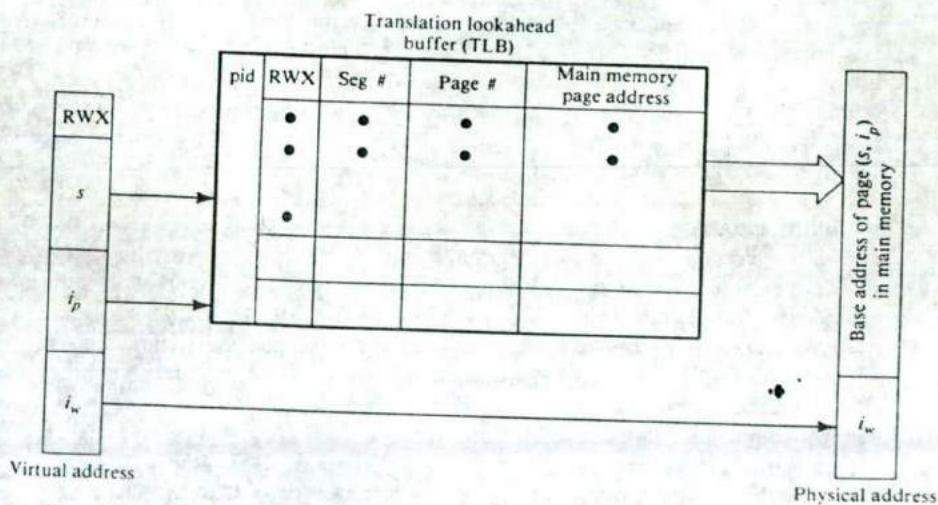 Translation lookahead
buffer (TLB)
pid RWX Seg # Page # Main memory
page address
RWX
s
i_p
i_w
Virtual address
Base address of page (s, i_p)
in main memory
i_w
Physical address